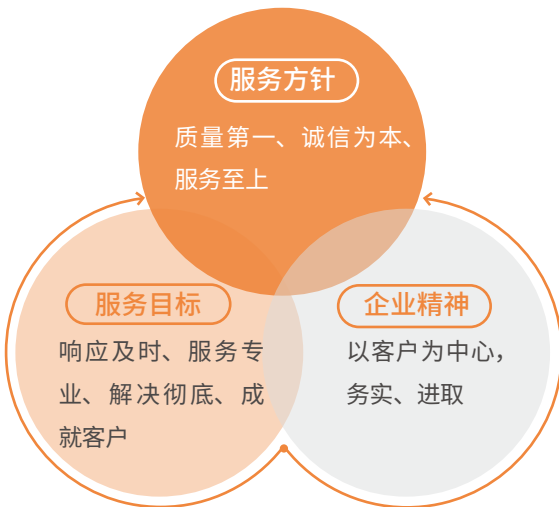 服务方针
质量第一、诚信为本、
服务至上
服务目标
响应及时、服务专
业、解决彻底、成
就客户
企业精神
以客户为中心，
务实、进取